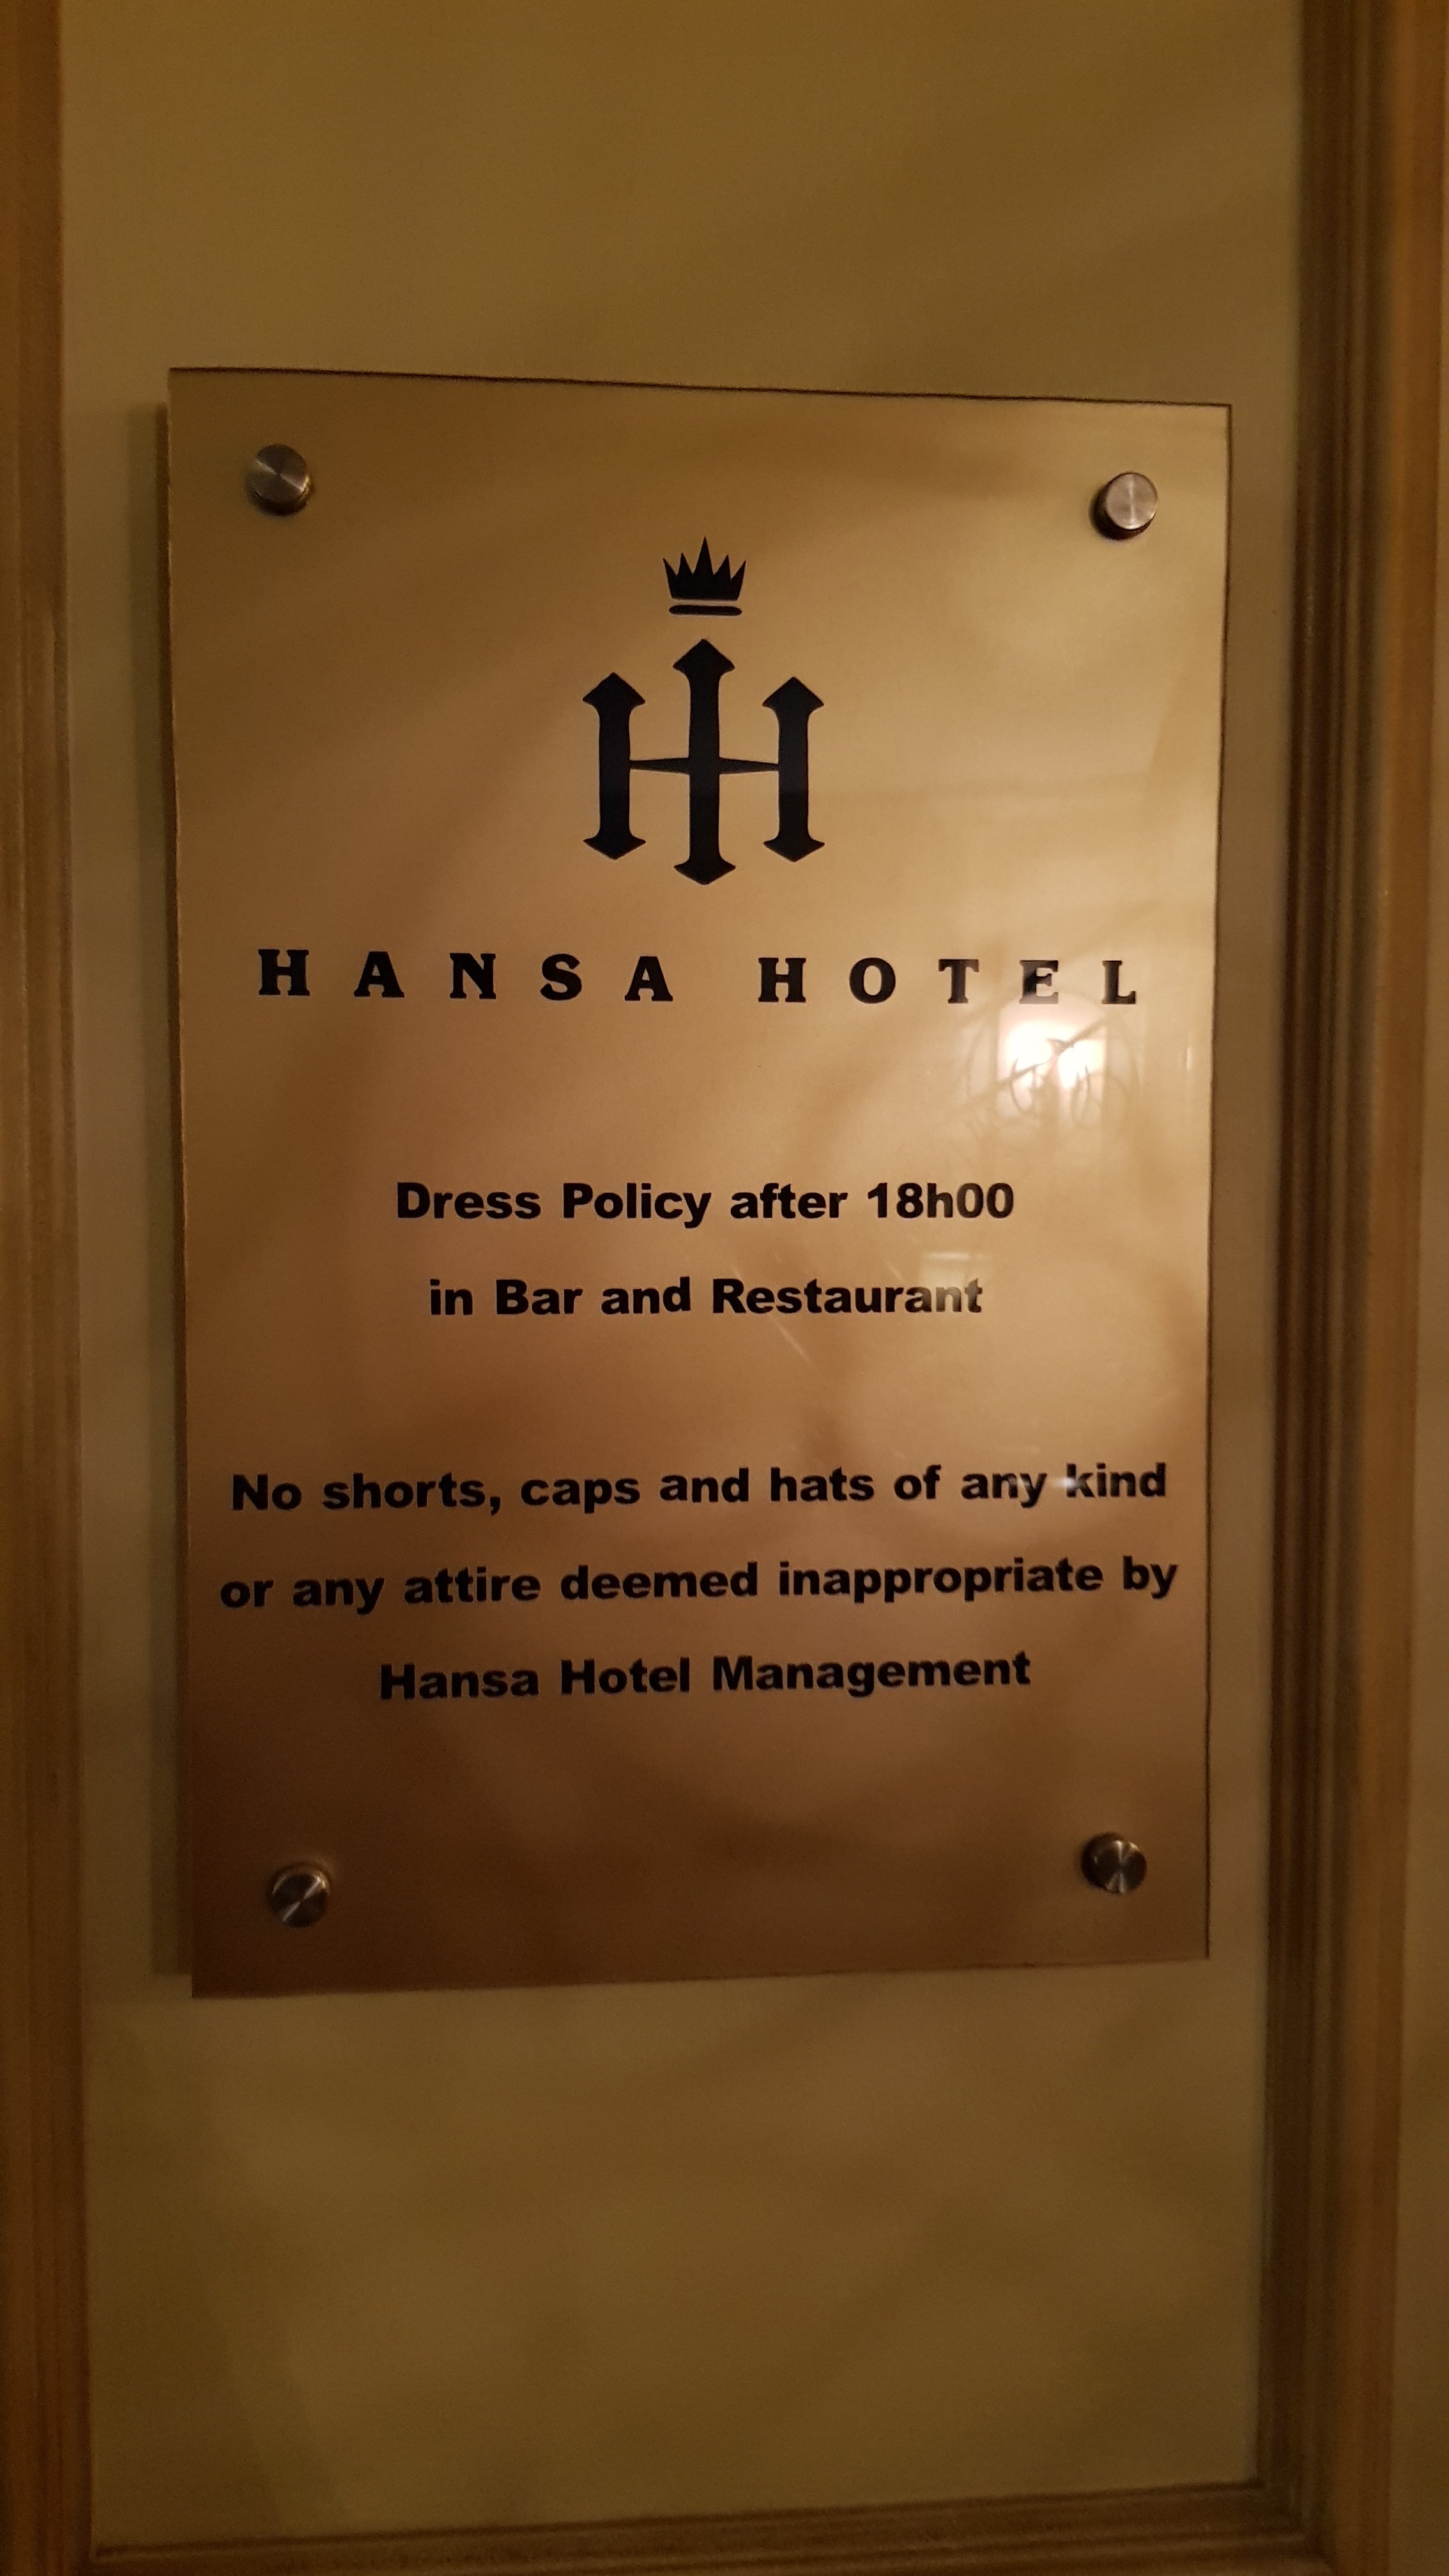 HANSA HOTEL
Dress Policy after 18h00
in Bar and Restaurant
No shorts, caps and hats of any kind
or any attire deemed inappropriate by
Hansa Hotel Management